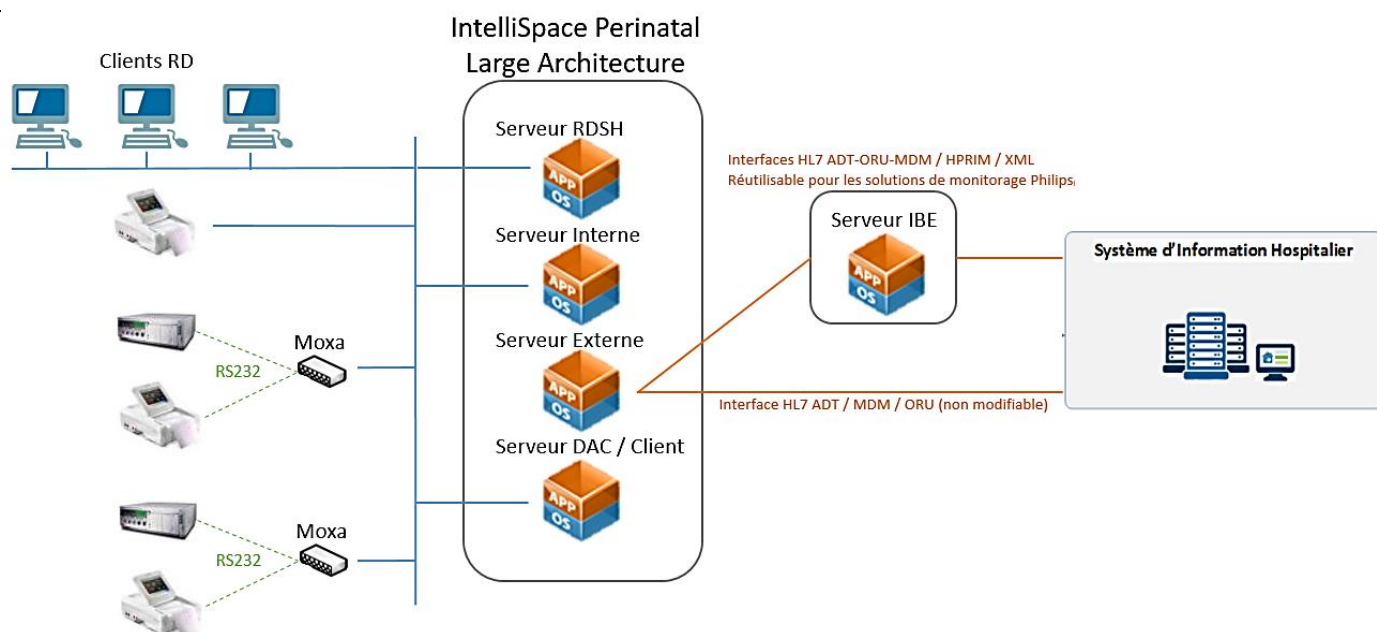 IntelliSpace Perinatal
Large Architecture
Clients RD
Serveur RDSH
APP
OS
Interfaces HL7 ADT-ORU-MDM / HPRIM / XML
Réutilisable pour les solutions de monitorage Philips
Serveur IBE
APP
OS
Serveur Interne
APP
OS
Système d'Information Hospitalier
Moxa
RS232
Serveur Externe
APP
OS
Interface HL7 ADT / MDM / ORU (non modifiable)
Serveur DAC / Client
APP
OS
Moxa
RS232